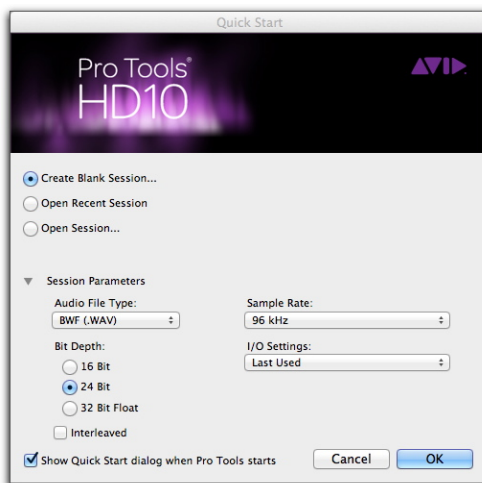 Quick Start
Pro Tools®
HD10
AVID
Create Blank Session...
Open Recent Session
Open Session...
Session Parameters
Audio File Type:
BWF (.WAV)
Sample Rate:
96 kHz
Bit Depth:
16 Bit
24 Bit
32 Bit Float
I/O Settings:
Last Used
Interleaved
Show Quick Start dialog when Pro Tools starts
Cancel
OK